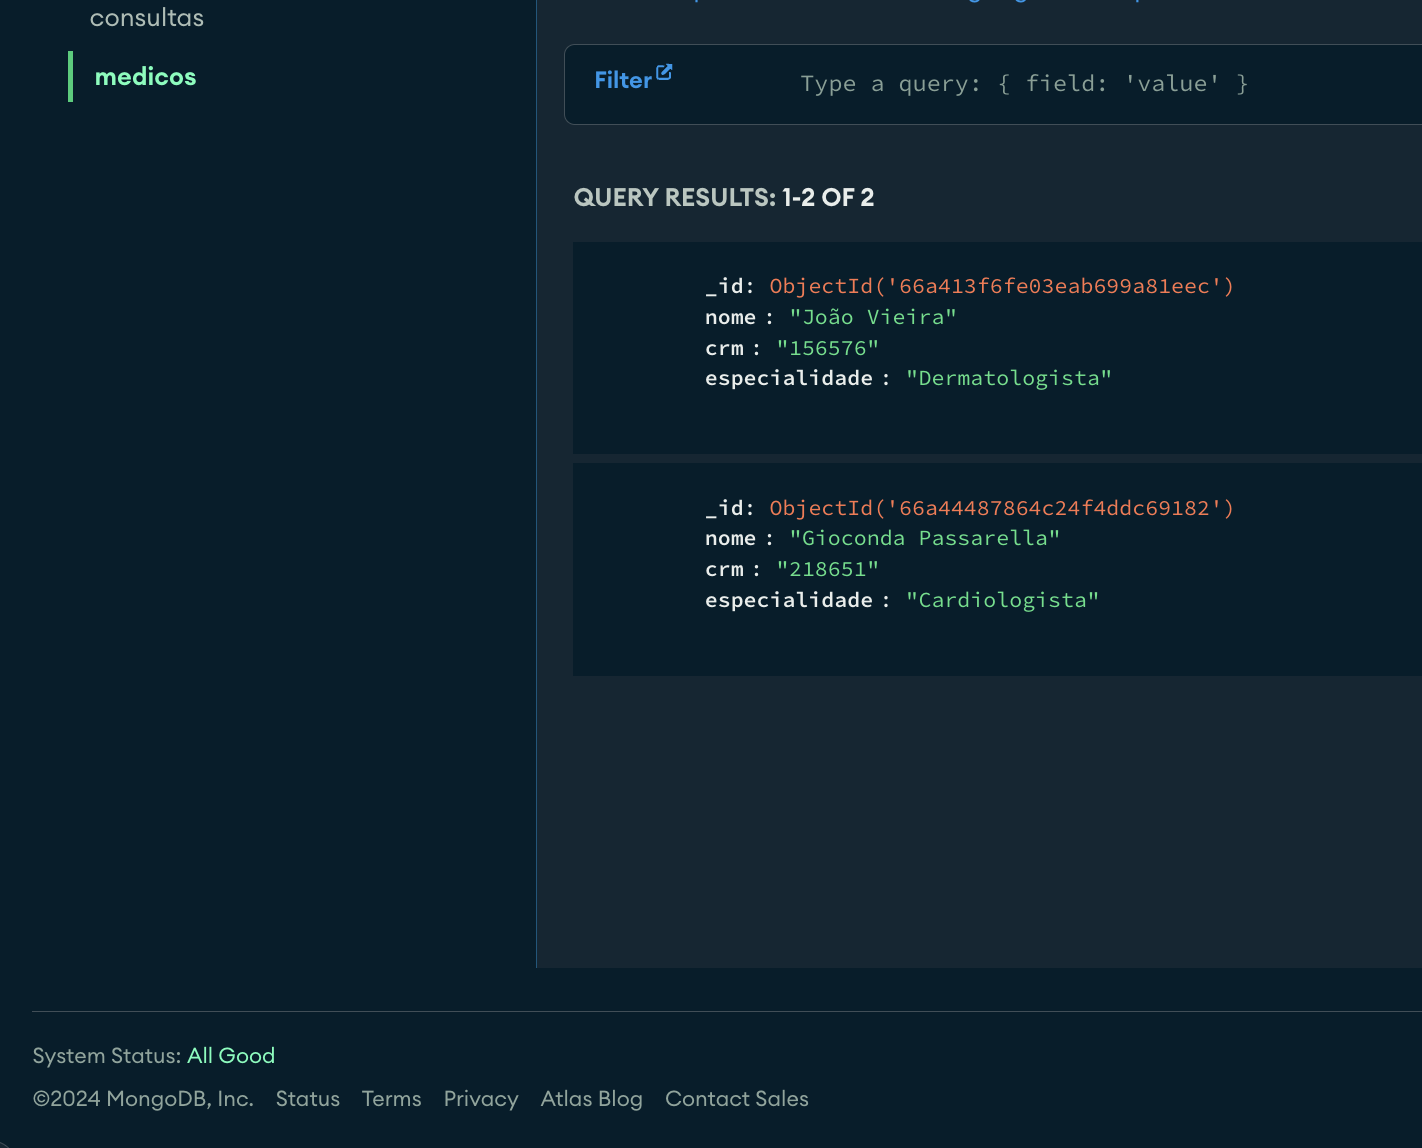 consultas
medicos
Filter
Type a query: { field: 'value' }
QUERY RESULTS: 1-2 OF 2
_id: ObjectId('66a413f6fe03eab699a81eec')
nome : "João Vieira"
crm : "156576"
especialidade : "Dermatologista"
_id: ObjectId('66a44487864c24f4ddc69182')
nome : "Gioconda Passarella"
crm : "218651"
especialidade : "Cardiologista"
System Status: All Good
©2024 MongoDB, Inc. Status Terms Privacy Atlas Blog Contact Sales